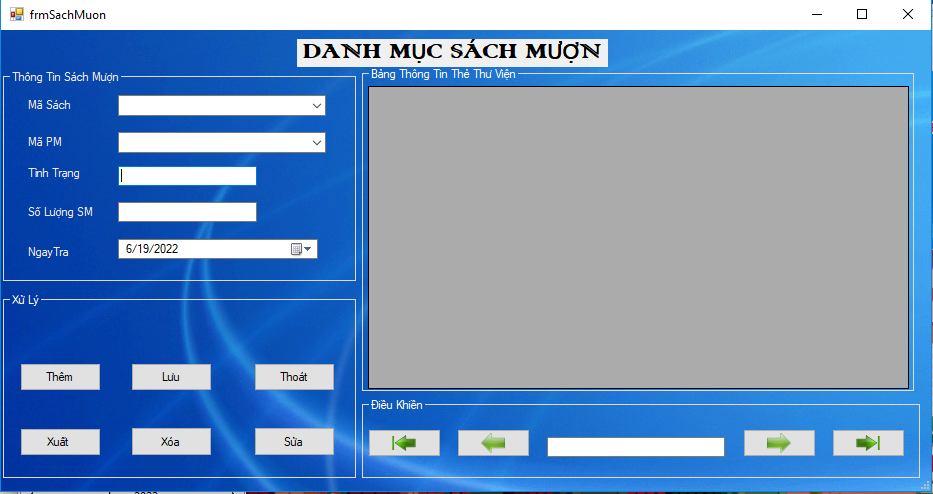 frmSachMuon
DANH MỤC SÁCH MƯỢN
Thông Tin Sách Mượn
Mã Sách
Mã PM
Tình Trạng
Số Lượng SM
NgayTra
6/19/2022
Xử Lý
Thêm
Lưu
Thoát
Xuất
Xóa
Sửa
Bảng Thông Tin Thẻ Thư Viện
Điều Khiển